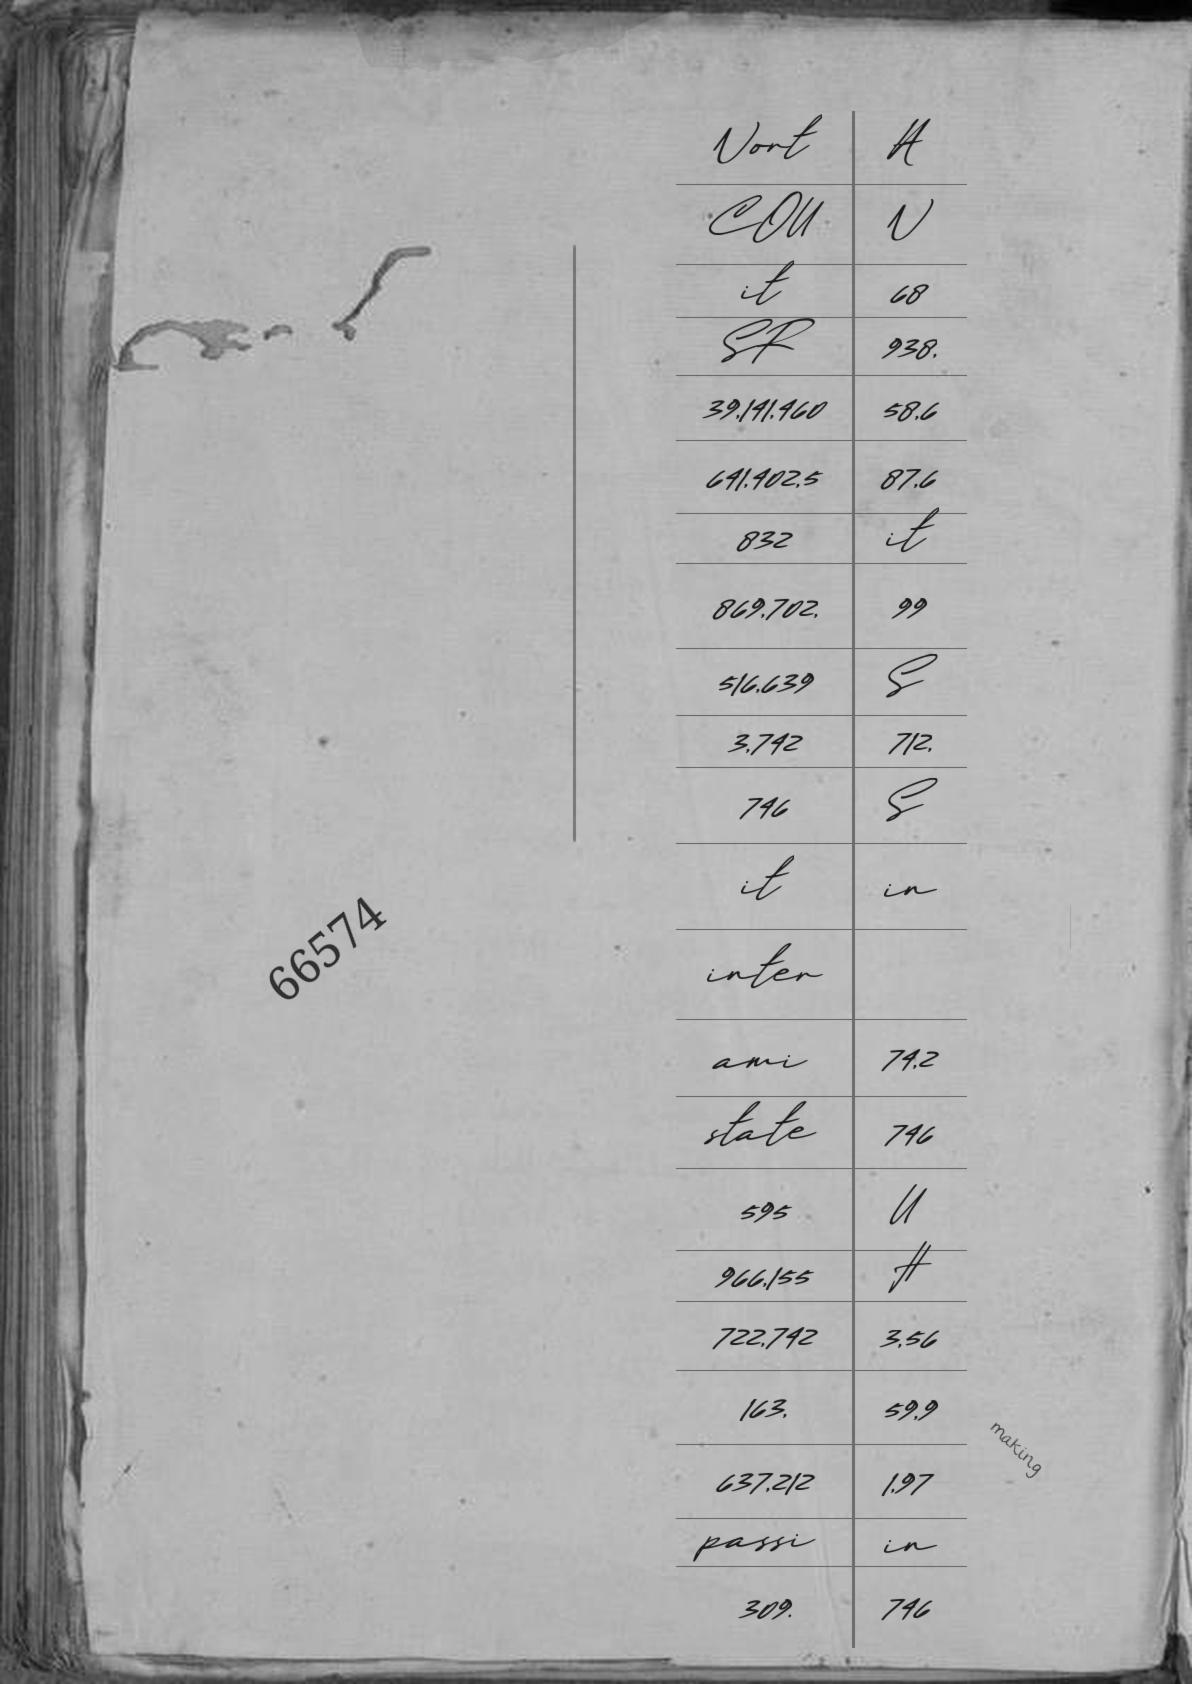 Nort A
COU N
it 68
SR 938.
39.141.460 58.6
641.402.5 87.6
832 it
869.702. 99
516.639 S
3.742 712.
746 S
it in
inter
ami 74.2
state 746
595 U
966.155 H
722.742 3.56
163. 59.9
637.212 1.97
passi in
309. 746
66574
making